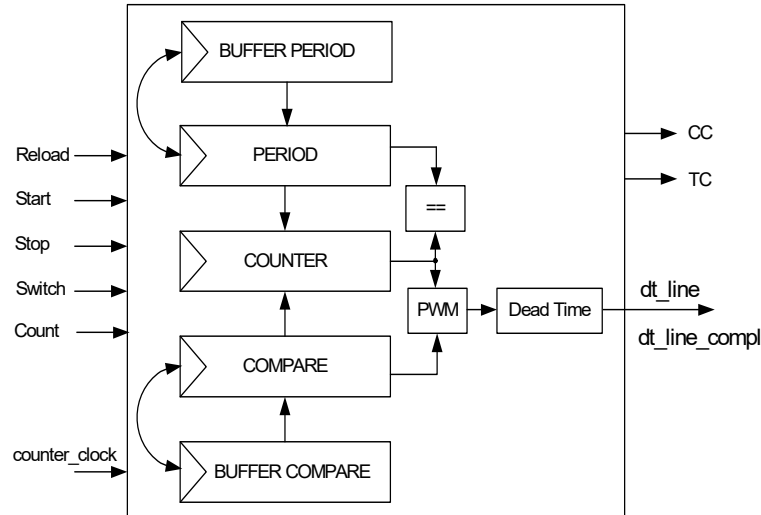 BUFFER PERIOD
PERIOD
CC
Reload
TC
Start
==
Stop
COUNTER
Switch
dt_line
PWM
Dead Time
Count
dt_line_compl
COMPARE
counter_clock
BUFFER COMPARE